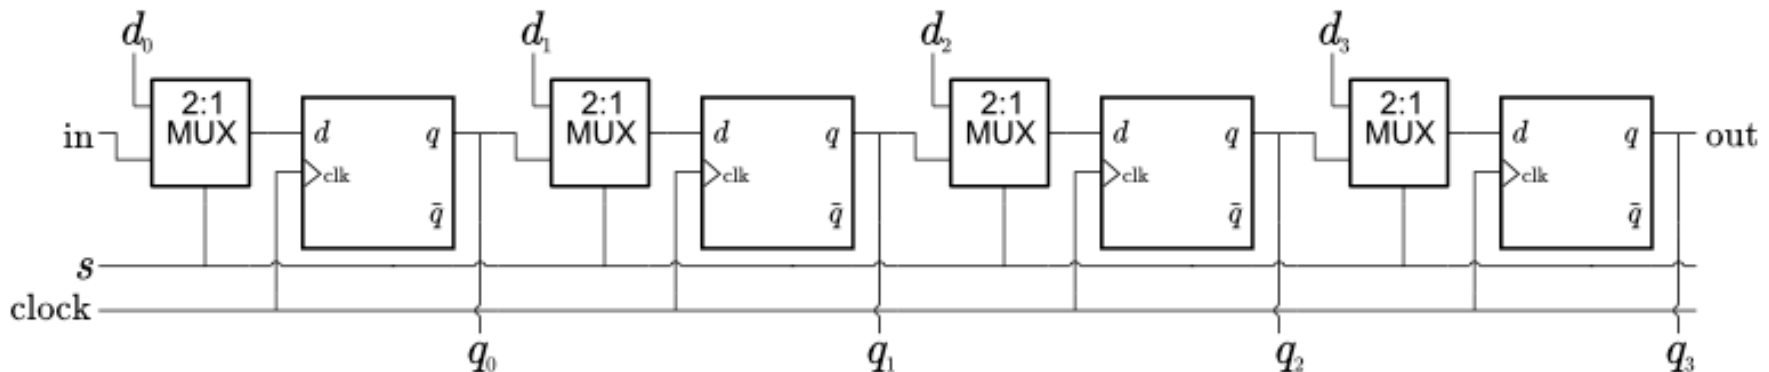 d₀ d₁ d₂ d₃
2:1 2:1 2:1 2:1
in MUX d q MUX d q MUX d q MUX d q out
clk clk clk clk
q̄ q̄ q̄ q̄
s
clock
q₀ q₁ q₂ q₃